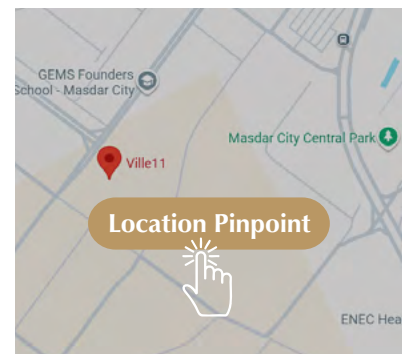 GEMS Founders
School - Masdar City
Masdar City Central Park
Ville11
Location Pinpoint
ENEC Hea